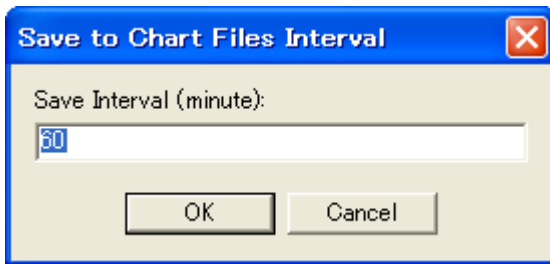 Save to Chart Files Interval
Save Interval (minute):
60
OK
Cancel